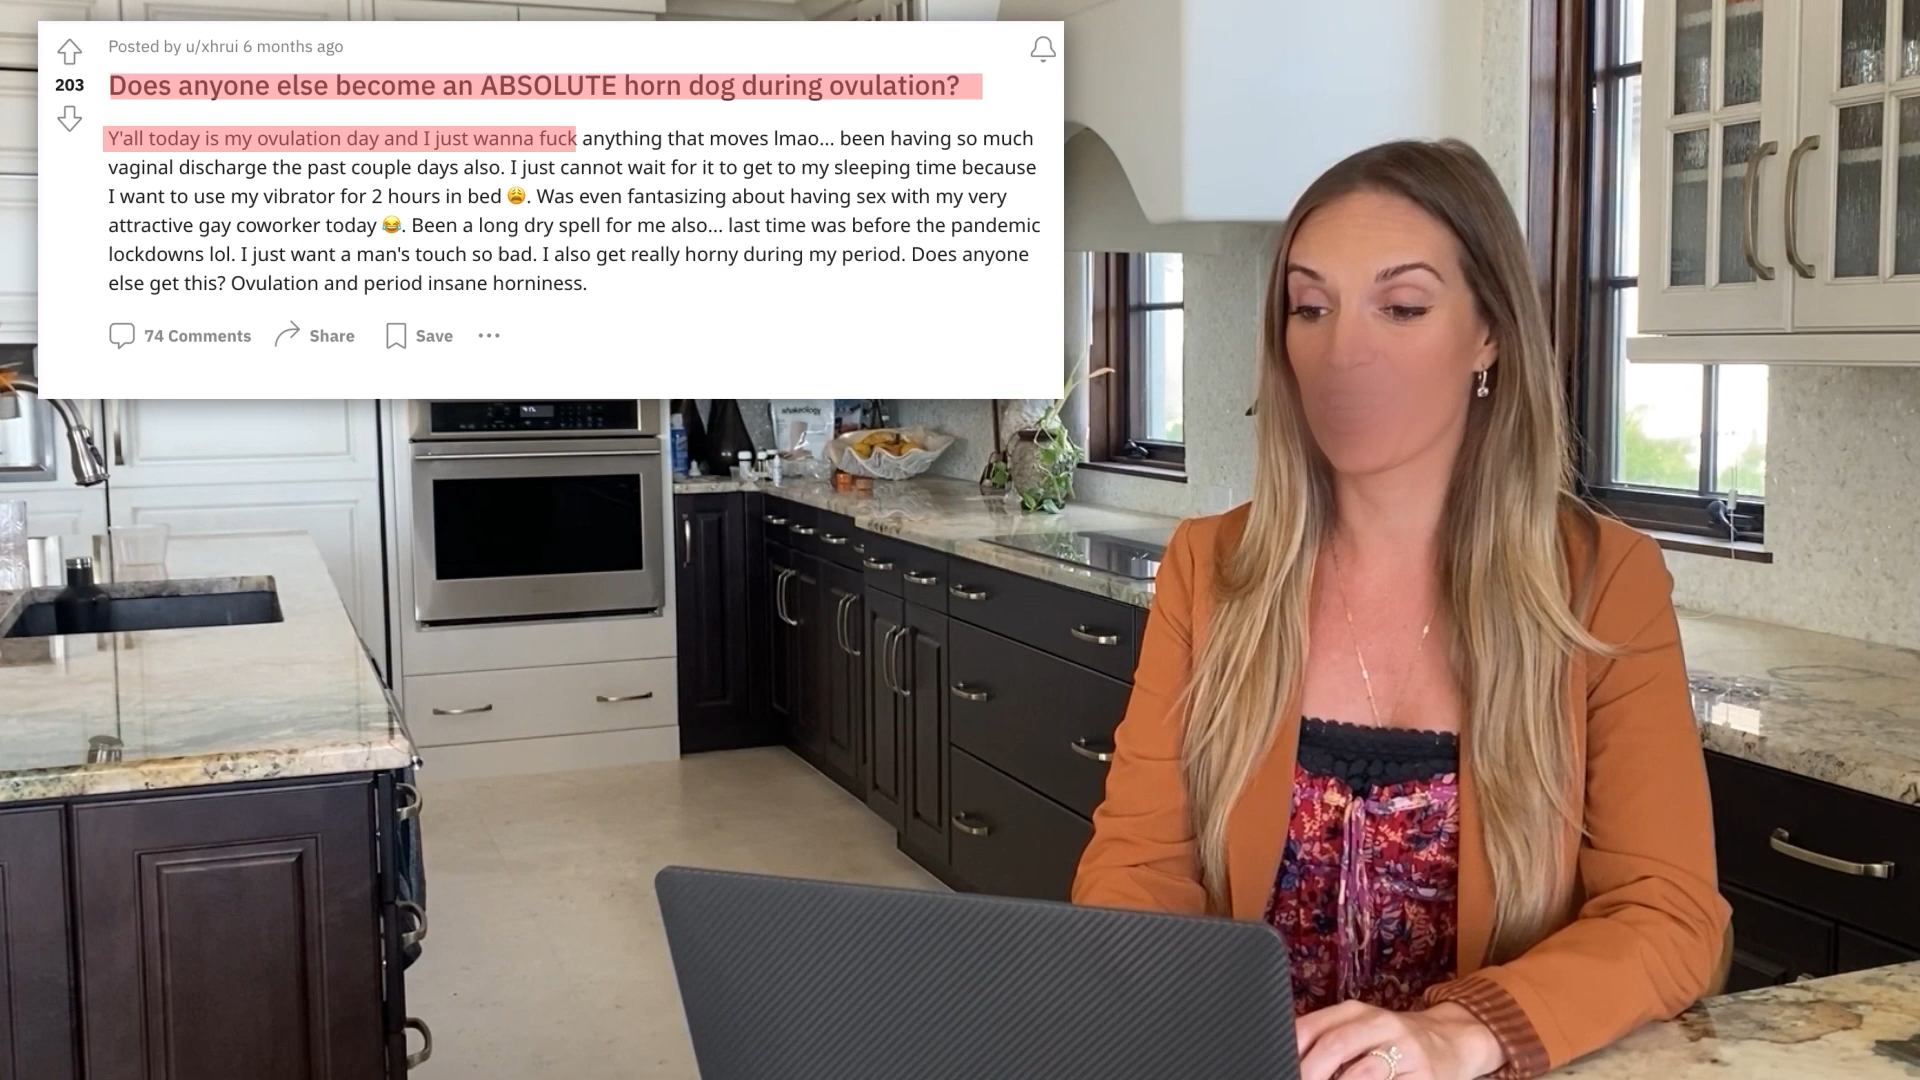 Posted by u/xhrui 6 months ago
203
Does anyone else become an ABSOLUTE horn dog during ovulation?
Y'all today is my ovulation day and I just wanna fuck anything that moves lmao... been having so much
vaginal discharge the past couple days also. I just cannot wait for it to get to my sleeping time because
I want to use my vibrator for 2 hours in bed 😩. Was even fantasizing about having sex with my very
attractive gay coworker today 😂. Been a long dry spell for me also... last time was before the pandemic
lockdowns lol. I just want a man's touch so bad. I also get really horny during my period. Does anyone
else get this? Ovulation and period insane horniness.
74 Comments Share Save ...
shakeology